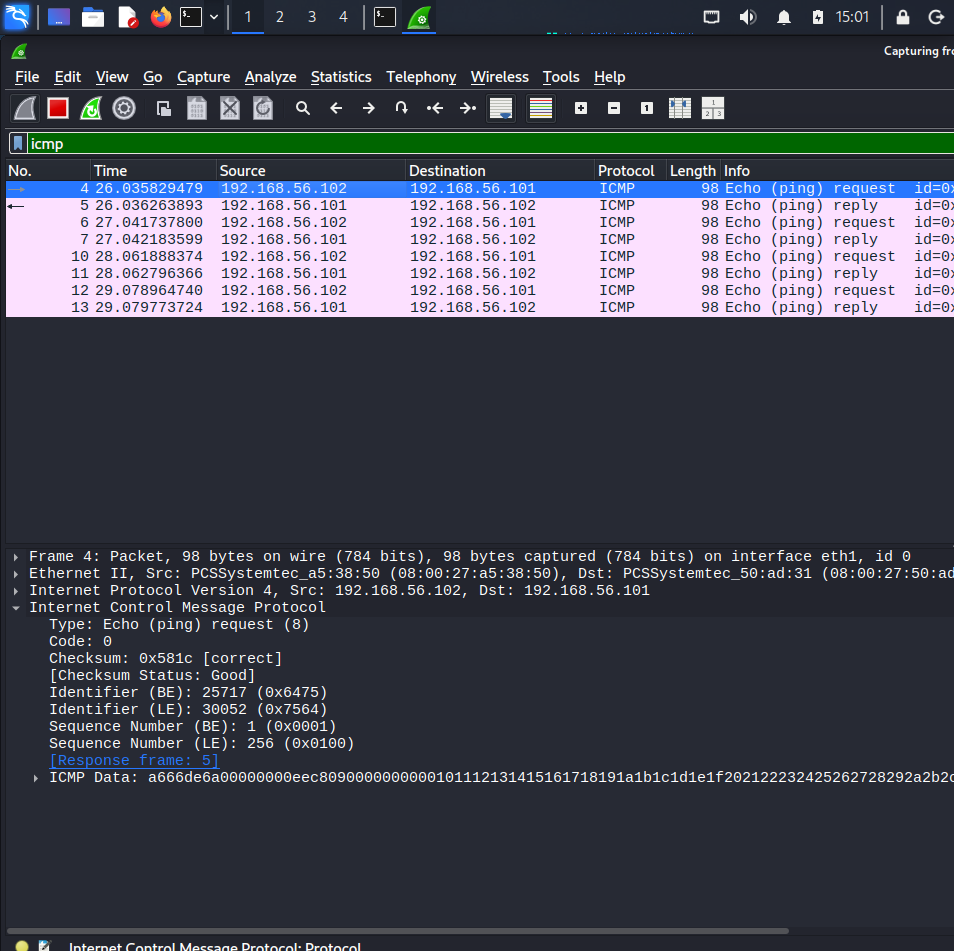 1 2 3 4 15:01
Capturing fro
File Edit View Go Capture Analyze Statistics Telephony Wireless Tools Help
icmp
No. Time Source Destination Protocol Length Info
4 26.035829479 192.168.56.102 192.168.56.101 ICMP 98 Echo (ping) request id=0x
5 26.036263893 192.168.56.101 192.168.56.102 ICMP 98 Echo (ping) reply id=0x
6 27.041737800 192.168.56.102 192.168.56.101 ICMP 98 Echo (ping) request id=0x
7 27.042183599 192.168.56.101 192.168.56.102 ICMP 98 Echo (ping) reply id=0x
10 28.061888374 192.168.56.102 192.168.56.101 ICMP 98 Echo (ping) request id=0x
11 28.062796366 192.168.56.101 192.168.56.102 ICMP 98 Echo (ping) reply id=0x
12 29.078964740 192.168.56.102 192.168.56.101 ICMP 98 Echo (ping) request id=0x
13 29.079773724 192.168.56.101 192.168.56.102 ICMP 98 Echo (ping) reply id=0x
Frame 4: Packet, 98 bytes on wire (784 bits), 98 bytes captured (784 bits) on interface eth1, id 0
Ethernet II, Src: PCSSystemtec_a5:38:50 (08:00:27:a5:38:50), Dst: PCSSystemtec_50:ad:31 (08:00:27:50:ad
Internet Protocol Version 4, Src: 192.168.56.102, Dst: 192.168.56.101
Internet Control Message Protocol
Type: Echo (ping) request (8)
Code: 0
Checksum: 0x581c [correct]
[Checksum Status: Good]
Identifier (BE): 25717 (0x6475)
Identifier (LE): 30052 (0x7564)
Sequence Number (BE): 1 (0x0001)
Sequence Number (LE): 256 (0x0100)
[Response frame: 5]
ICMP Data: a666de6a00000000eec8090000000000101112131415161718191a1b1c1d1e1f202122232425262728292a2b2c
Internet Control Message Protocol: Protocol